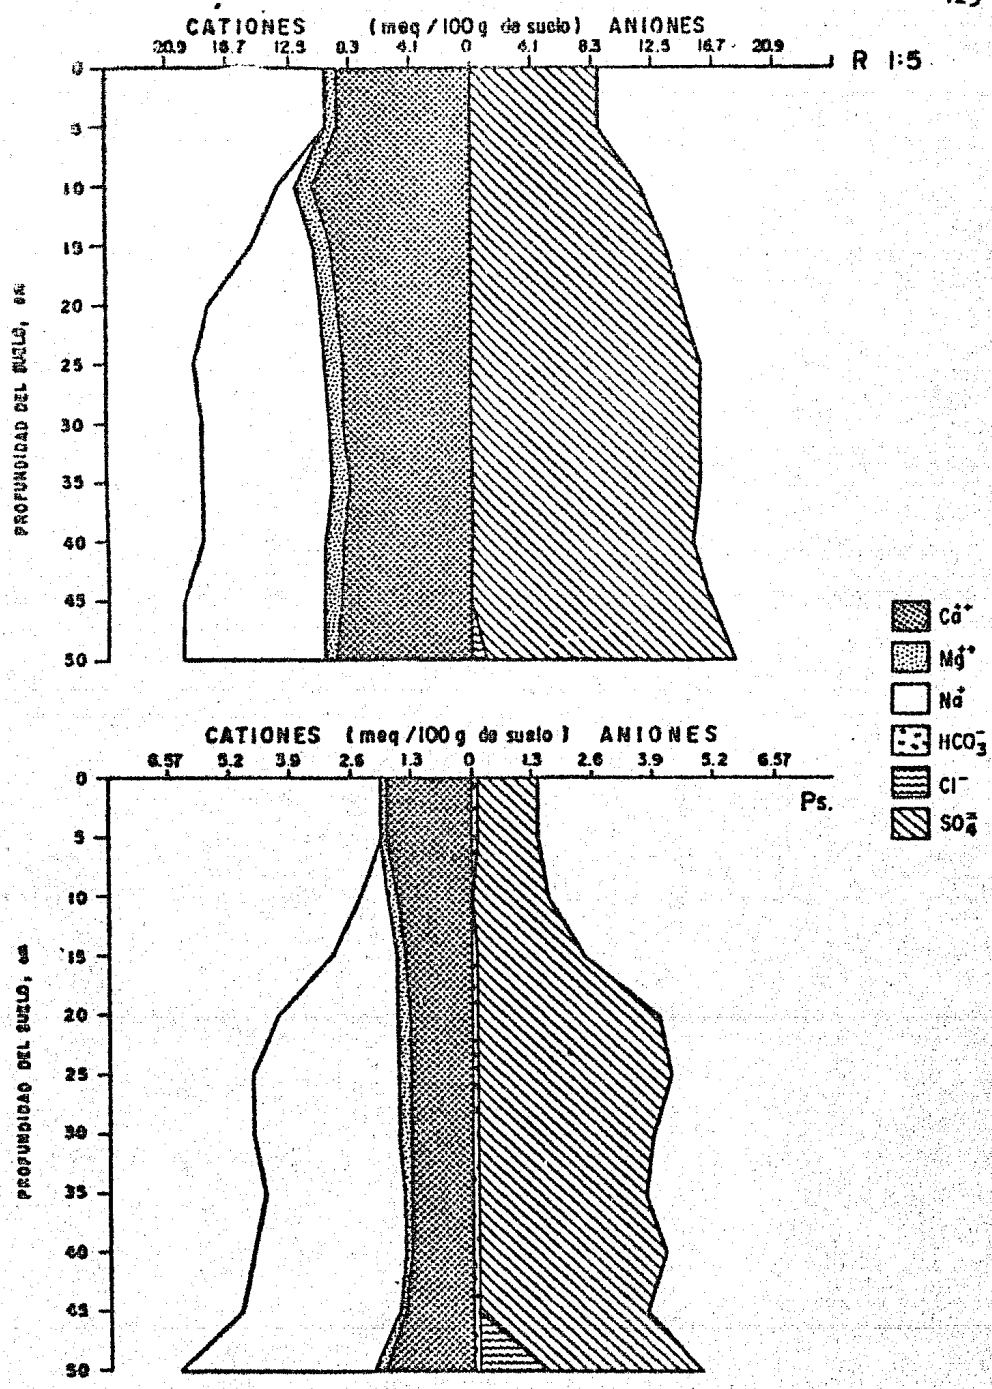 CATIONES (meq/100 g de suelo) ANIONES
20.9 16.7 12.5 8.3 4.1 0 4.1 8.3 12.5 16.7 20.9
R 1:5
0
5
10
15
20
25
30
35
40
45
50
PROFUNDIDAD DEL SUELO, cm
Ca++
Mg++
Na+
HCO3-
Cl-
SO4=
CATIONES (meq/100 g de suelo) ANIONES
6.57 5.2 3.9 2.6 1.3 0 1.3 2.6 3.9 5.2 6.57
Ps.
0
5
10
15
20
25
30
35
40
45
50
PROFUNDIDAD DEL SUELO, cm